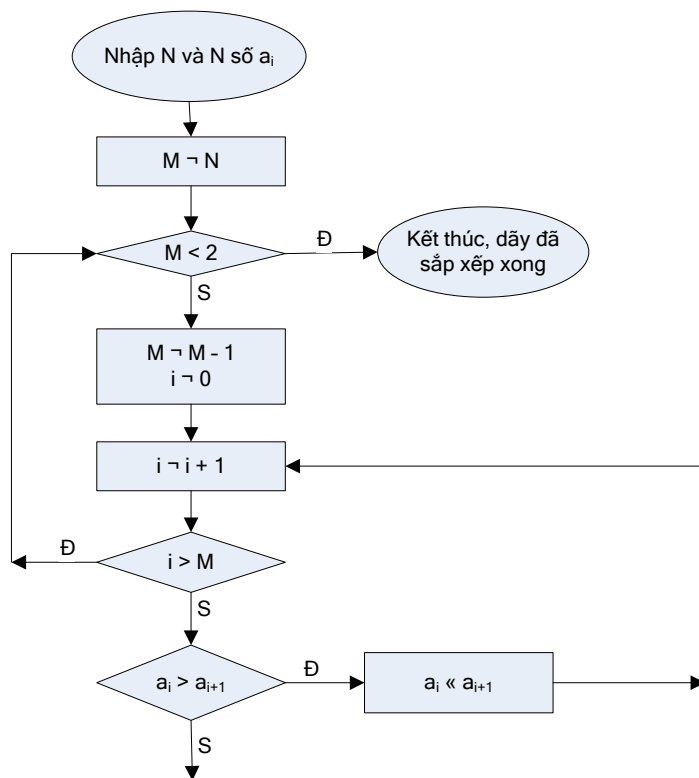 Nhập N và N số aᵢ
M ¬ N
M < 2
Đ
Kết thúc, dãy đã
sắp xếp xong
S
M ¬ M - 1
i ¬ 0
i ¬ i + 1
Đ
i > M
S
aᵢ > aᵢ₊₁
Đ
aᵢ « aᵢ₊₁
S